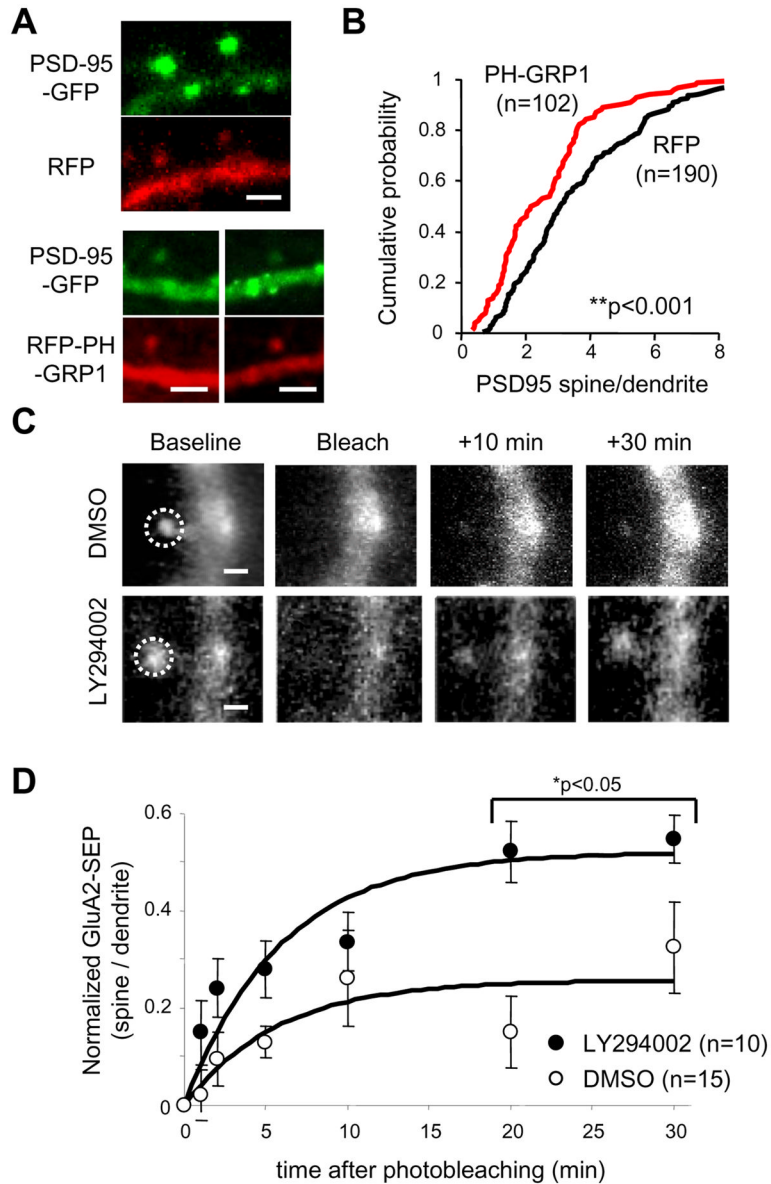 A
PSD-95
-GFP
RFP
PSD-95
-GFP
RFP-PH
-GRP1
B
PH-GRP1
(n=102)
RFP
(n=190)
**p<0.001
Cumulative probability
1
0.8
0.6
0.4
0.2
0
0 2 4 6 8
PSD95 spine/dendrite
C
Baseline Bleach +10 min +30 min
DMSO
LY294002
D
*p<0.05
Normalized GluA2-SEP
(spine / dendrite)
0.6
0.4
0.2
0
LY294002 (n=10)
DMSO (n=15)
0 5 10 15 20 25 30
time after photobleaching (min)